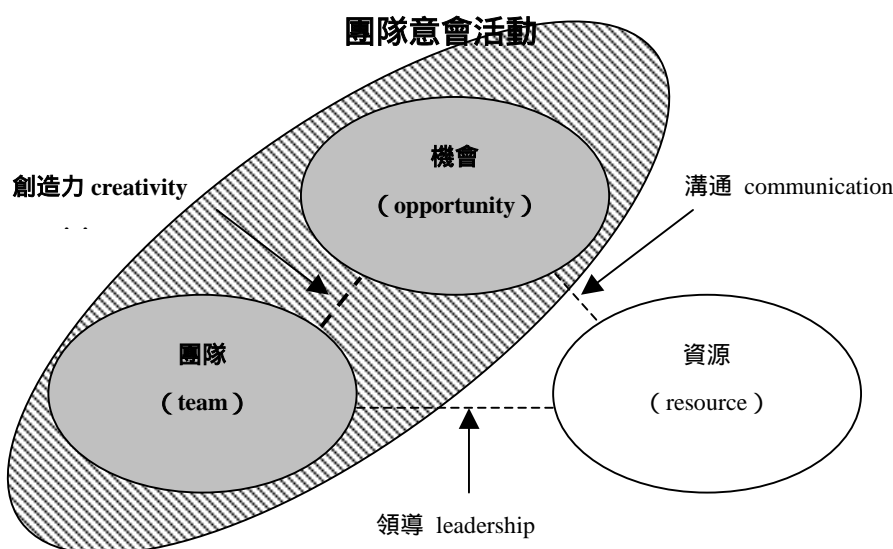 團隊意會活動
機會
（opportunity）
創造力 creativity
溝通 communication
團隊
（team）
資源
（resource）
領導 leadership